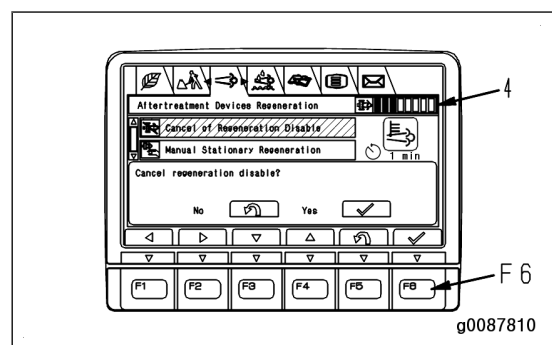 Aftertreatment Devices Regeneration
4
Cancel of Regeneration Disable
Manual Stationary Regeneration
1 min
Cancel regeneration disable?
No Yes
F1 F2 F3 F4 F5 F6
F6
g0087810